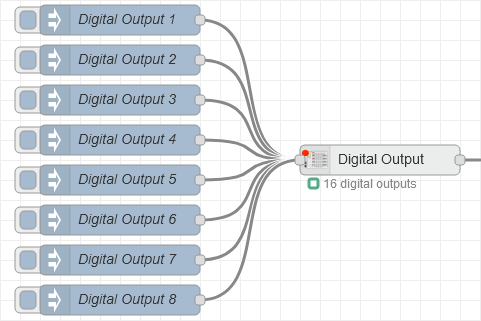 Digital Output 1
Digital Output 2
Digital Output 3
Digital Output 4
Digital Output 5
Digital Output 6
Digital Output 7
Digital Output 8
Digital Output
16 digital outputs